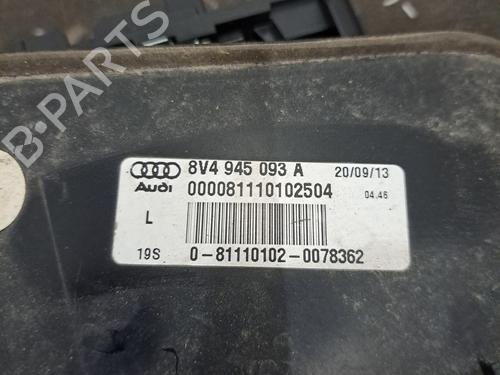 8V4 945 093 A 20/09/13
Audi 000081110102504 04.46
L
19S 0-81110102-0078362
B-PARTS